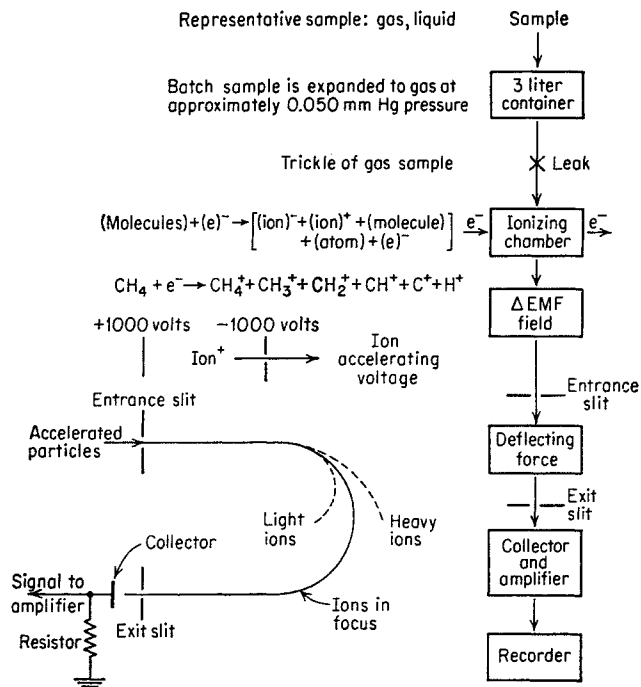 Representative sample: gas, liquid
Sample
Batch sample is expanded to gas at
approximately 0.050 mm Hg pressure
3 liter
container
Trickle of gas sample
Leak
(Molecules)+(e)⁻→[(ion)⁻+(ion)⁺+(molecule)
+(atom)+(e)⁻]
e⁻
Ionizing
chamber
e⁻
CH₄ + e⁻→CH₄⁺+CH₃⁺+CH₂⁺+CH⁺+C⁺+H⁺
Δ EMF
field
+1000 volts
−1000 volts
Ion⁺
Ion
accelerating
voltage
Entrance slit
Entrance
slit
Accelerated
particles
Deflecting
force
Light
ions
Heavy
ions
Exit
slit
Collector
Collector
and
amplifier
Signal to
amplifier
Ions in
focus
Exit slit
Resistor
Recorder